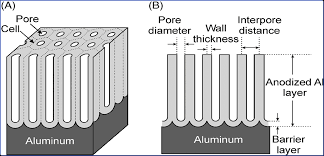 (A)
Pore
Cell
Aluminum
(B)
Pore
diameter
Wall
thickness
Interpore
distance
Anodized Al
layer
Aluminum
Barrier
layer